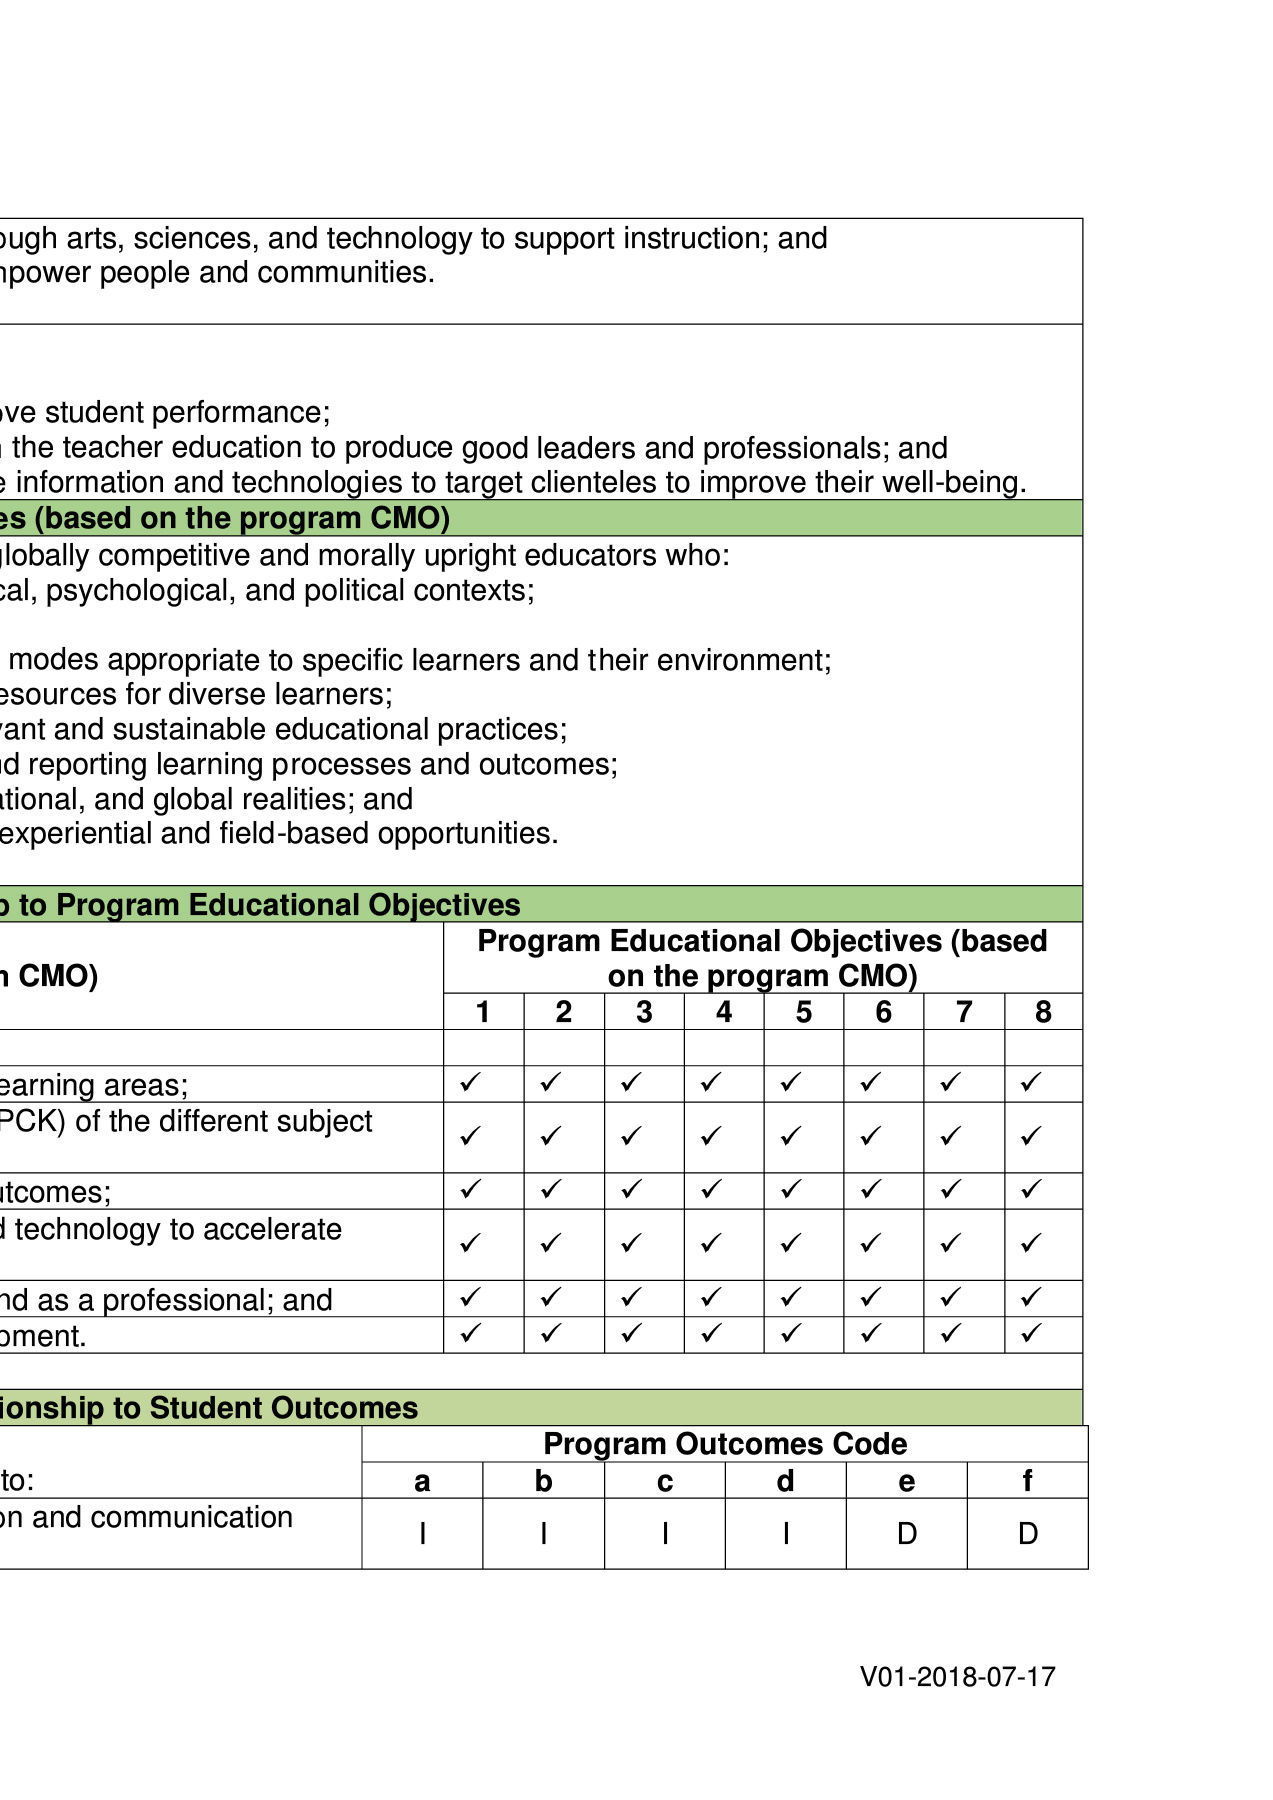 ough arts, sciences, and technology to support instruction; and
power people and communities.
ove student performance;
the teacher education to produce good leaders and professionals; and
e information and technologies to target clienteles to improve their well-being.
es (based on the program CMO)
globally competitive and morally upright educators who:
cal, psychological, and political contexts;
modes appropriate to specific learners and their environment;
esources for diverse learners;
vant and sustainable educational practices;
nd reporting learning processes and outcomes;
ational, and global realities; and
experiential and field-based opportunities.
p to Program Educational Objectives
Program Educational Objectives (based
on the program CMO)
m CMO)
1 2 3 4 5 6 7 8
earning areas; ✓ ✓ ✓ ✓ ✓ ✓ ✓ ✓
PCK) of the different subject ✓ ✓ ✓ ✓ ✓ ✓ ✓ ✓
utcomes; ✓ ✓ ✓ ✓ ✓ ✓ ✓ ✓
d technology to accelerate ✓ ✓ ✓ ✓ ✓ ✓ ✓ ✓
nd as a professional; and ✓ ✓ ✓ ✓ ✓ ✓ ✓ ✓
pment. ✓ ✓ ✓ ✓ ✓ ✓ ✓ ✓
ionship to Student Outcomes
Program Outcomes Code
to: a b c d e f
on and communication I I I I D D
V01-2018-07-17